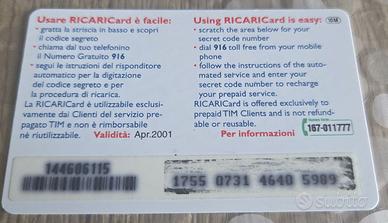 Usare RICARICard è facile:
• gratta la striscia in basso e scopri
il codice segreto
• chiama dal tuo telefonino
il Numero Gratuito 916
• segui le istruzioni del risponditore
automatico per la digitazione
del codice segreto e per
la procedura di ricarica.
La RICARICard è utilizzabile esclusi-
vamente dai Clienti del servizio pre-
pagato TIM e non è rimborsabile
né riutilizzabile. Validità: Apr.2001
Using RICARICard is easy:
• scratch the area below for your
secret code number
• dial 916 toll free from your mobile
phone
• follow the instructions of the auto-
mated service and enter your
secret code number to recharge
your prepaid service.
RICARICard is offered exclusively to
prepaid TIM Clients and is not refund-
able or reusable.
Per informazioni
167-011777
144606115
1755 0731 4640 5989
subito